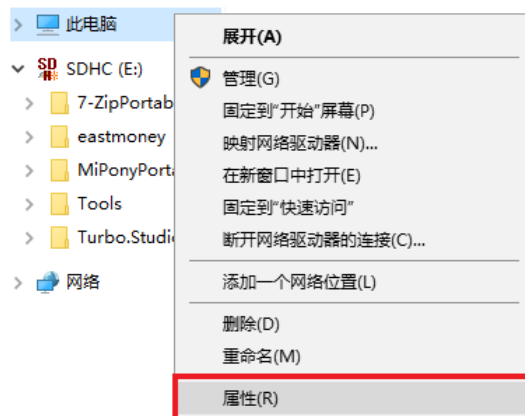 此电脑
SDHC (E:)
7-ZipPortab
eastmoney
MiPonyPort
Tools
Turbo.Studi
网络
展开(A)
管理(G)
固定到"开始"屏幕(P)
映射网络驱动器(N)...
在新窗口中打开(E)
固定到"快速访问"
断开网络驱动器的连接(C)...
添加一个网络位置(L)
删除(D)
重命名(M)
属性(R)